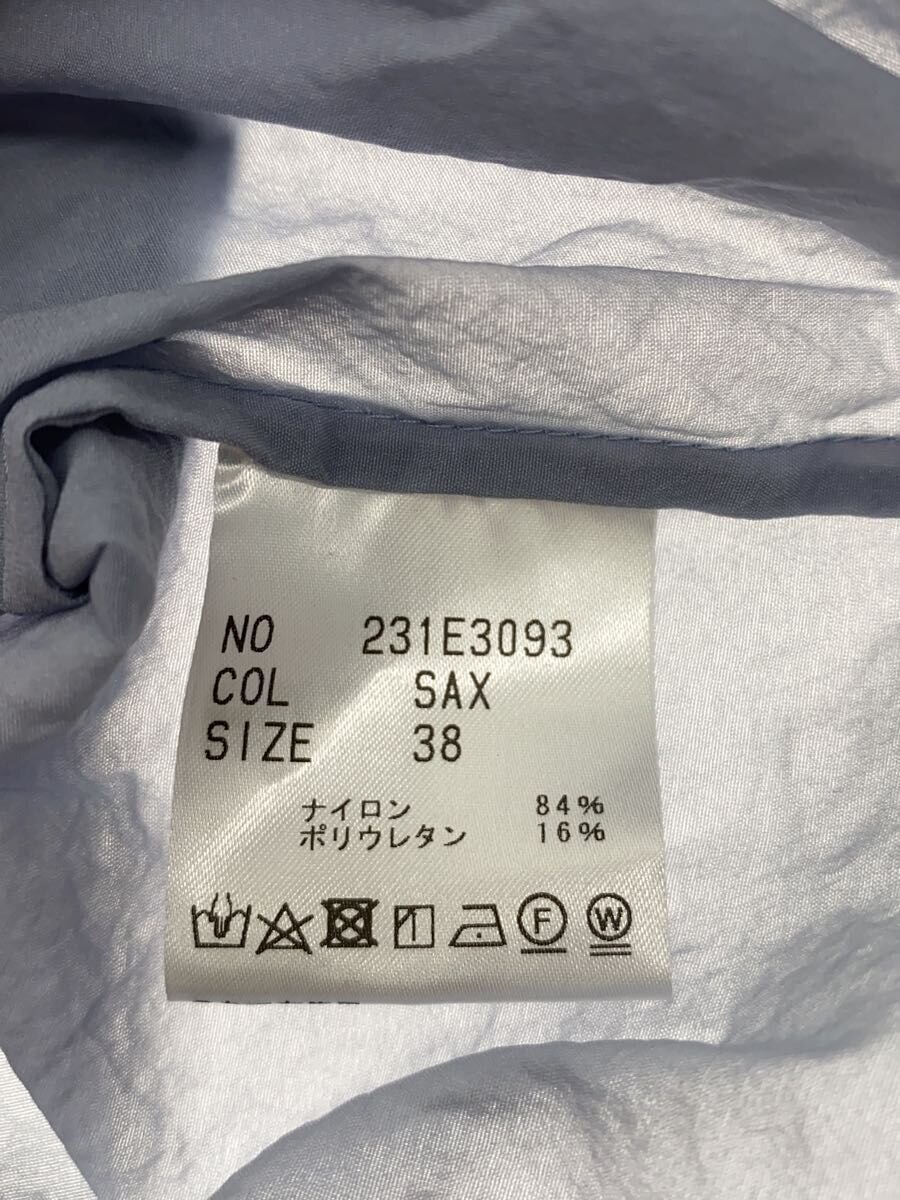 NO 231E3093
COL SAX
SIZE 38
ナイロン 84%
ポリウレタン 16%
F W